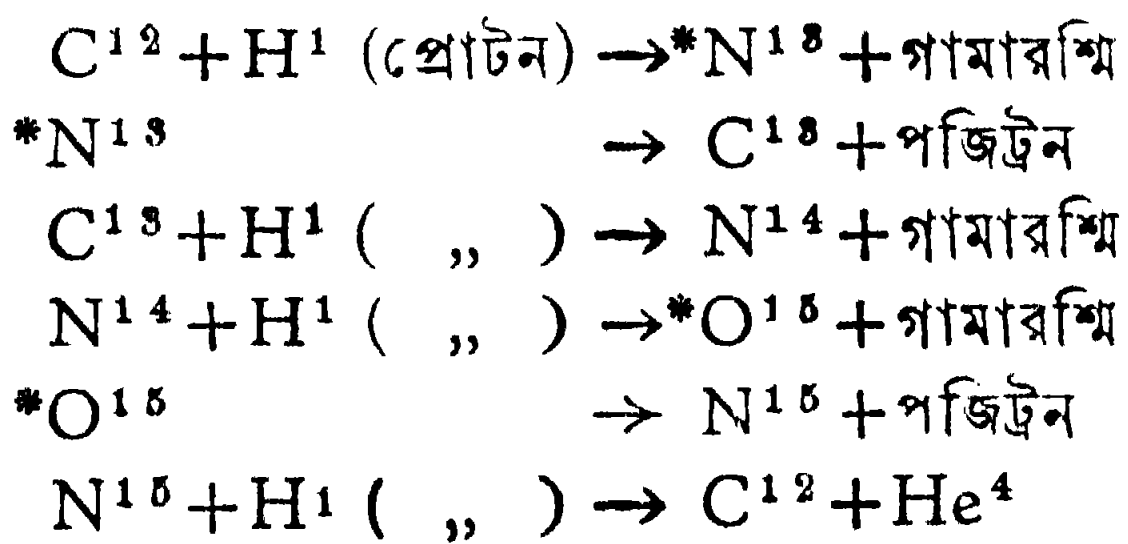 C¹² + H¹ (প্রোটন) → *N¹³ + গামারশ্মি
*N¹³ → C¹³ + পজিট্রন
C¹³ + H¹ ( ,, ) → N¹⁴ + গামারশ্মি
N¹⁴ + H¹ ( ,, ) → *O¹⁵ + গামারশ্মি
*O¹⁵ → N¹⁵ + পজিট্রন
N¹⁵ + H¹ ( ,, ) → C¹² + He⁴